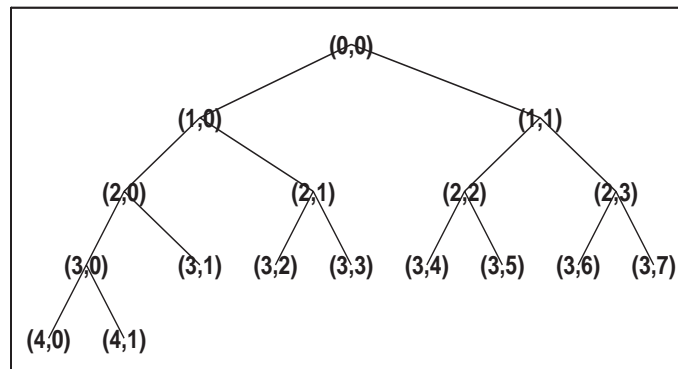 (0,0)
(1,0) (1,1)
(2,0) (2,1) (2,2) (2,3)
(3,0) (3,1) (3,2) (3,3) (3,4) (3,5) (3,6) (3,7)
(4,0) (4,1)